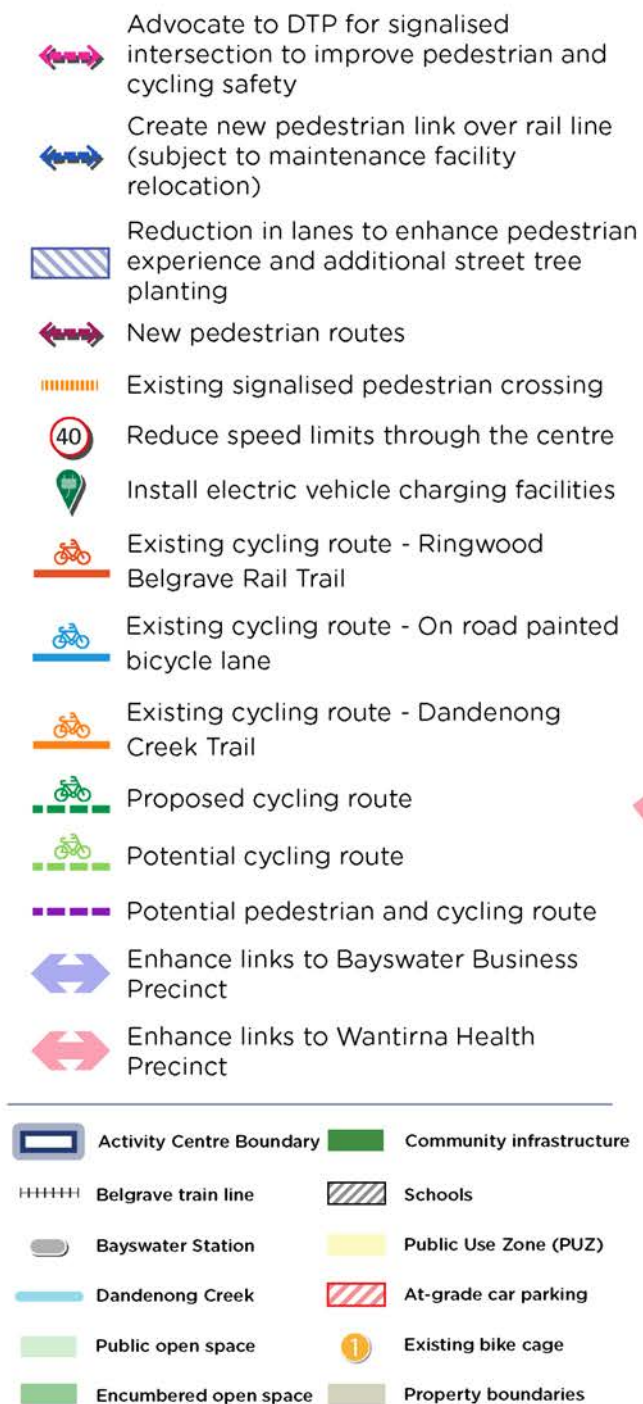 Advocate to DTP for signalised
intersection to improve pedestrian and
cycling safety
Create new pedestrian link over rail line
(subject to maintenance facility
relocation)
Reduction in lanes to enhance pedestrian
experience and additional street tree
planting
New pedestrian routes
Existing signalised pedestrian crossing
40
Reduce speed limits through the centre
Install electric vehicle charging facilities
Existing cycling route - Ringwood
Belgrave Rail Trail
Existing cycling route - On road painted
bicycle lane
Existing cycling route - Dandenong
Creek Trail
Proposed cycling route
Potential cycling route
Potential pedestrian and cycling route
Enhance links to Bayswater Business
Precinct
Enhance links to Wantirna Health
Precinct
Activity Centre Boundary
Community infrastructure
Belgrave train line
Schools
Bayswater Station
Public Use Zone (PUZ)
Dandenong Creek
At-grade car parking
Public open space
1
Existing bike cage
Encumbered open space
Property boundaries